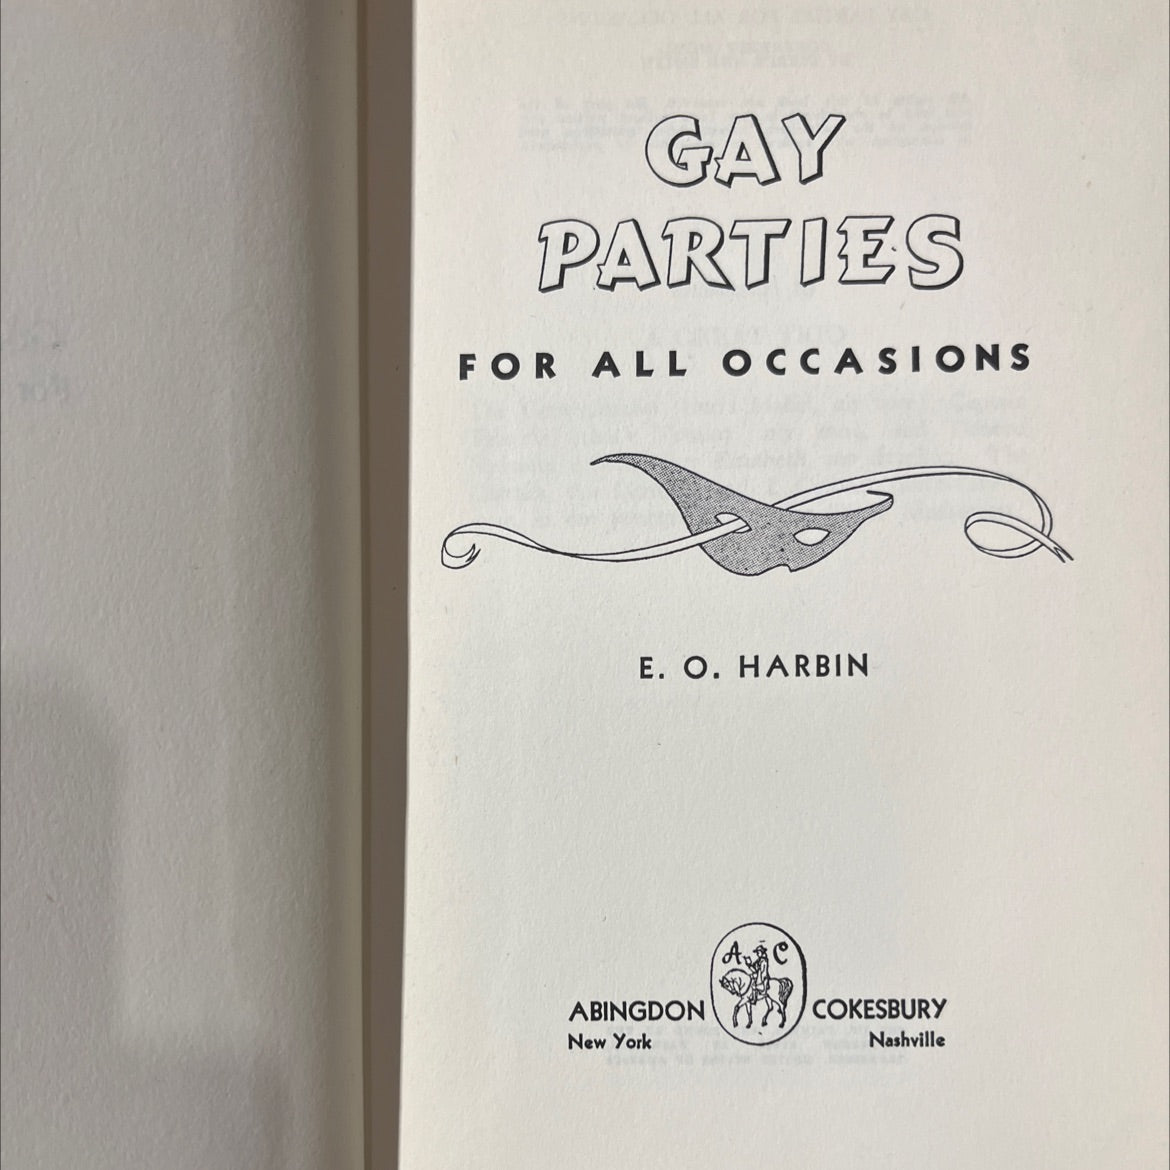 GAY
PARTIES
FOR ALL OCCASIONS
E. O. HARBIN
A C
ABINGDON COKESBURY
New York Nashville